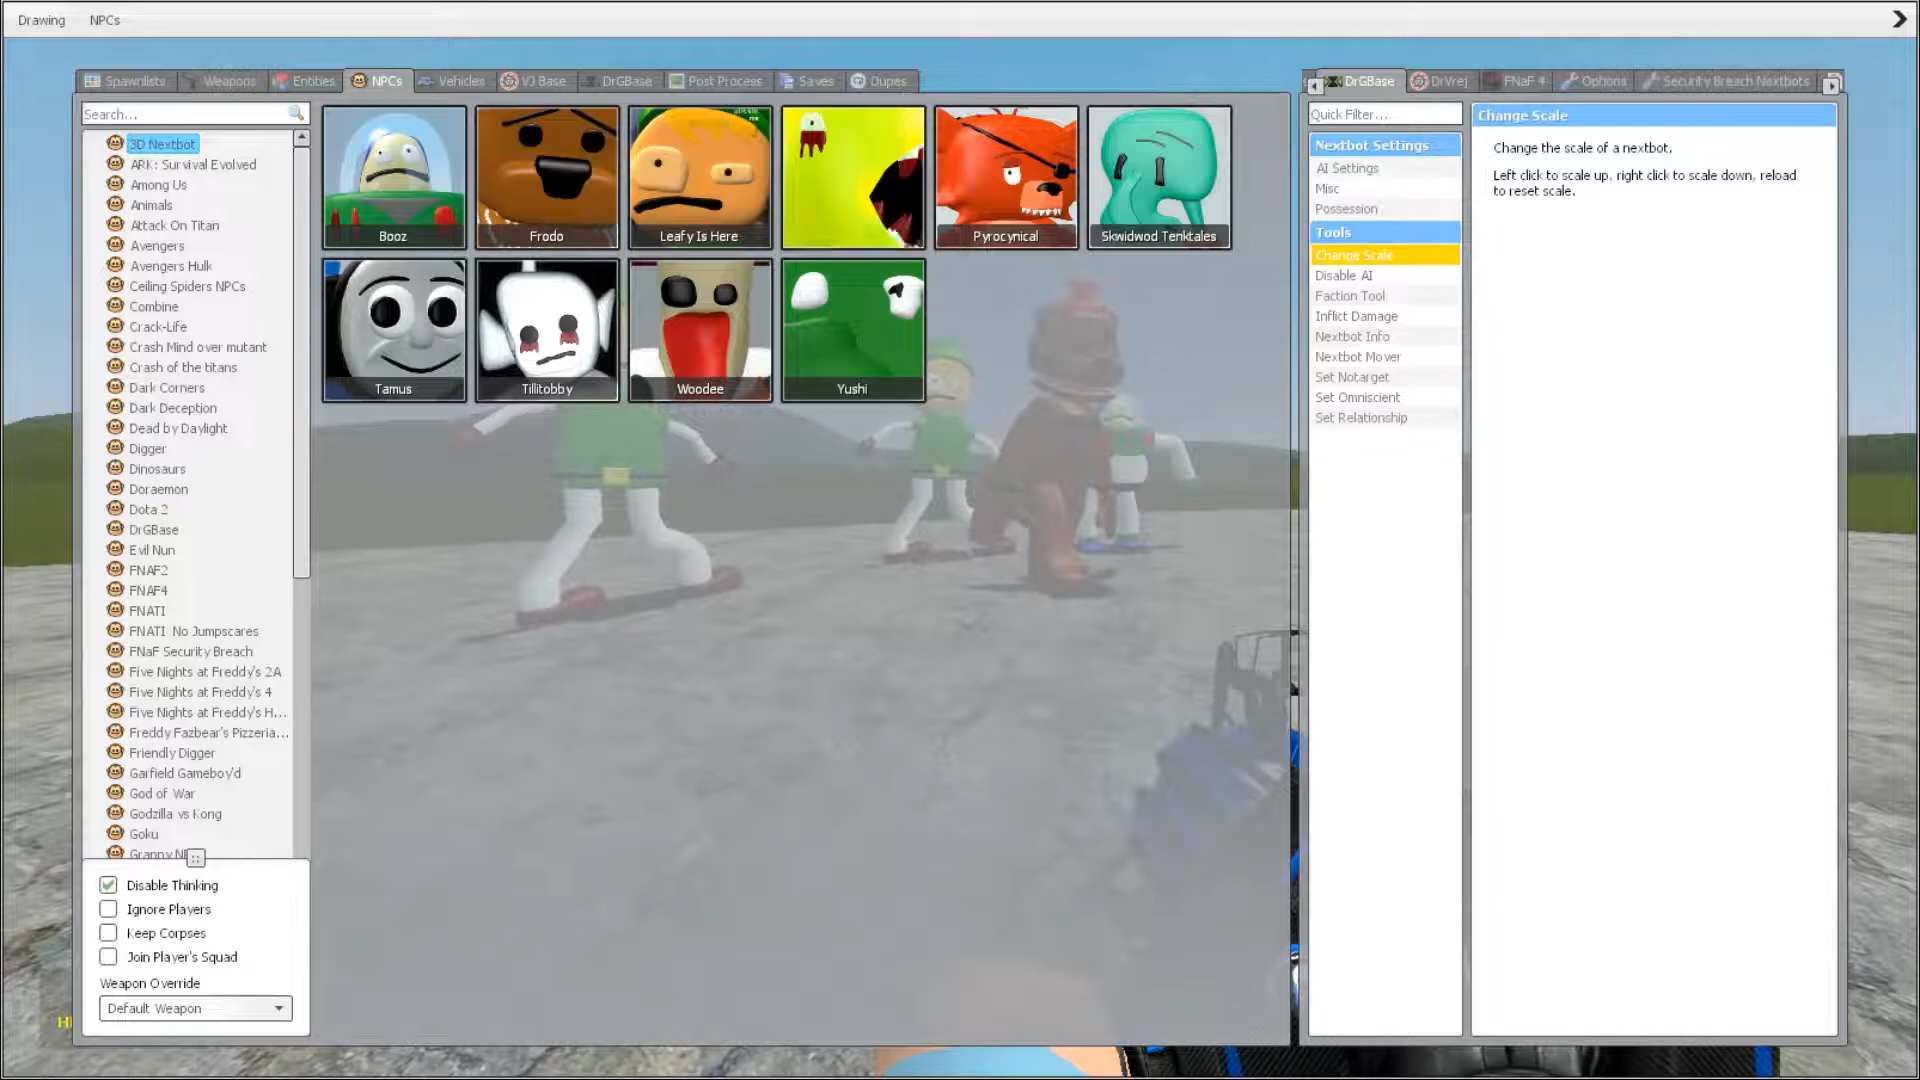 Drawing
NPCs
Spawnlists
Weapons
Entities
NPCs
Vehicles
VJ Base
DrGBase
Post Process
Saves
Dupes
DrGBase
DrVrej
FNaF 4
Options
Security Breach Nextbots
Search...
3D Nextbot
ARK: Survival Evolved
Among Us
Animals
Attack On Titan
Avengers
Avengers Hulk
Ceiling Spiders NPCs
Combine
Crack-Life
Crash Mind over mutant
Crash of the titans
Dark Corners
Dark Deception
Dead by Daylight
Digger
Dinosaurs
Doraemon
Dota 2
DrGBase
Evil Nun
FNAF2
FNAF4
FNATI
FNATI No Jumpscares
FNaF Security Breach
Five Nights at Freddy's 2A
Five Nights at Freddy's 4
Five Nights at Freddy's H...
Freddy Fazbear's Pizzeria...
Friendly Digger
Garfield Gameboy'd
God of War
Godzilla vs Kong
Goku
Granny
Disable Thinking
Ignore Players
Keep Corpses
Join Player's Squad
Weapon Override
Default Weapon
Booz
Frodo
Leafy Is Here
Pyrocynical
Skwidwod Tenktales
Tamus
Tillitobby
Woodee
Yushi
Quick Filter...
Nextbot Settings
AI Settings
Misc
Possession
Tools
Change Scale
Disable AI
Faction Tool
Inflict Damage
Nextbot Info
Nextbot Mover
Set Notarget
Set Omniscient
Set Relationship
Change Scale
Change the scale of a nextbot.
Left click to scale up, right click to scale down, reload
to reset scale.